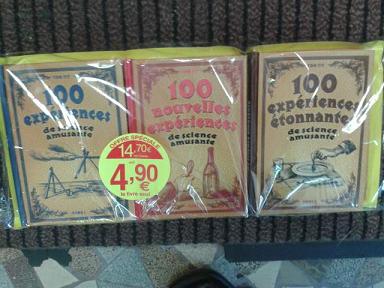 100
expériences
de science
amusante
OFFRE SPÉCIALE
14,70€
4,90
€
le livre seul
100
nouvelles
expériences
de science
amusante
100
expériences
étonnantes
de science
amusante